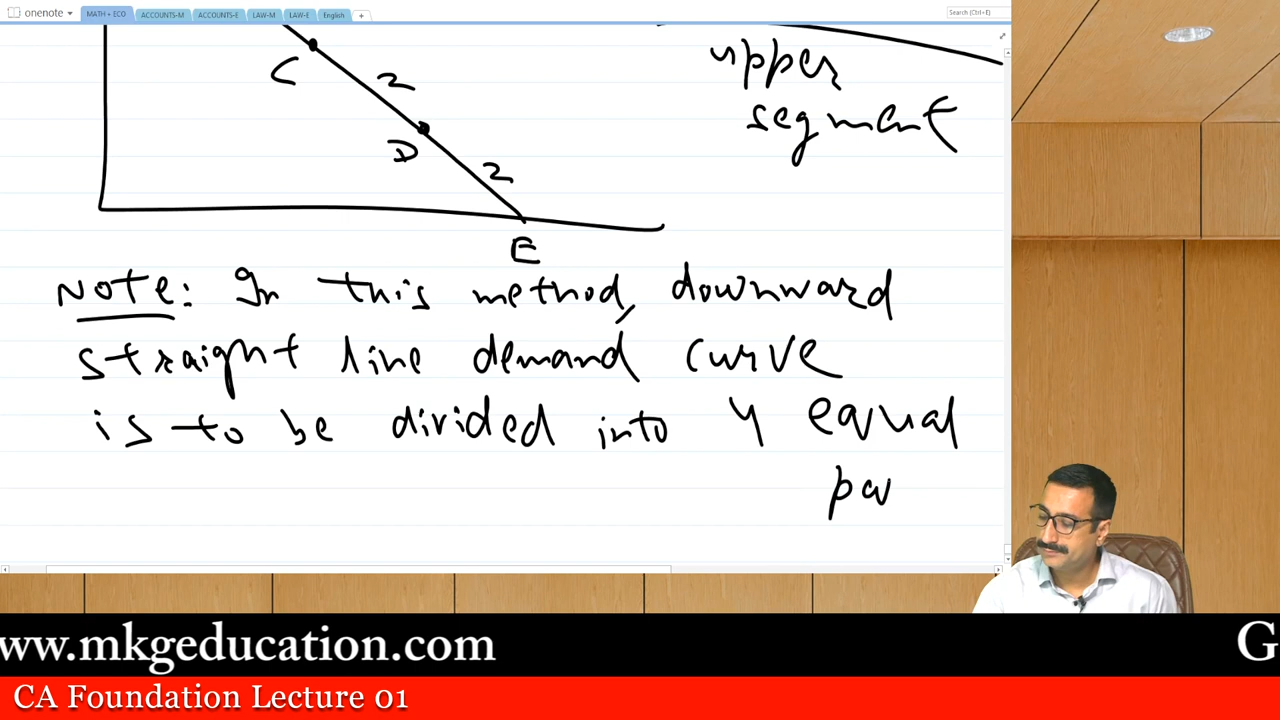 onenote
MATH + ECO
ACCOUNTS-M
ACCOUNTS-E
LAW-M
LAW-E
English
Search (Ctrl+E)
C
2
D
2
E
upper
segment
NOTE: In this method, downward
straight line demand curve
is to be divided into 4 equal
par
www.mkgeducation.com
G
CA Foundation Lecture 01